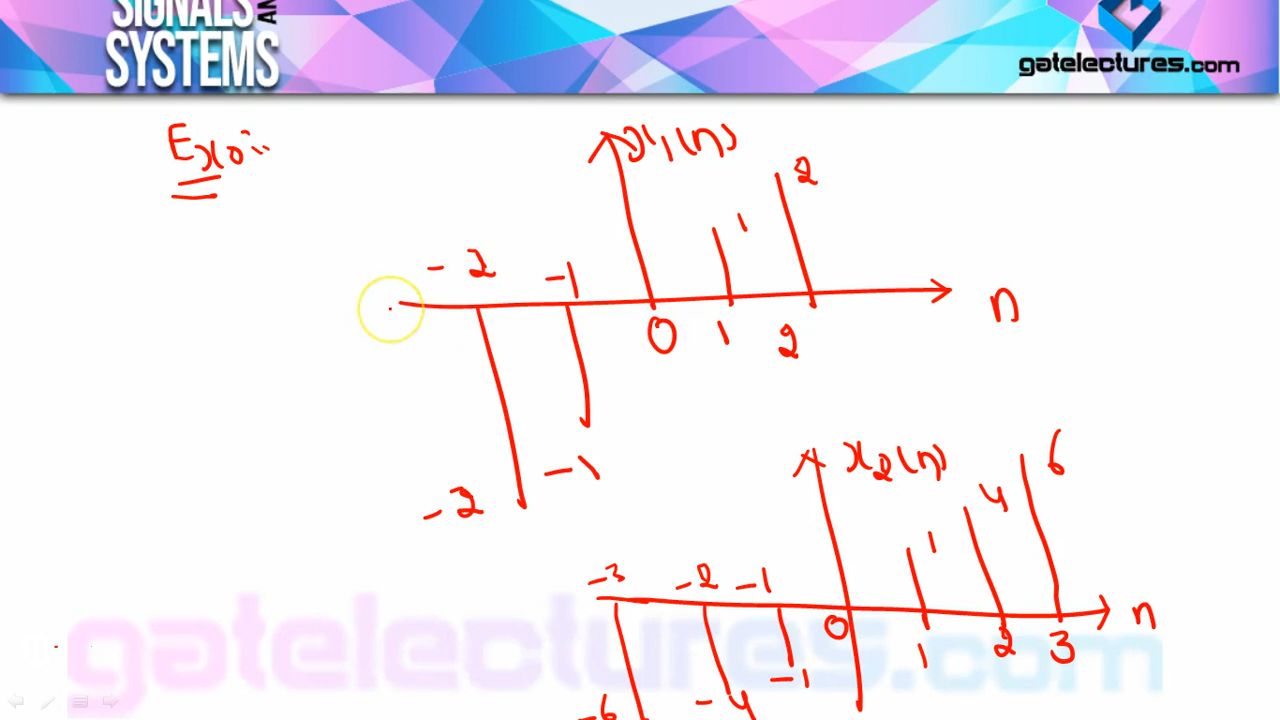 SIGNALS AND
SYSTEMS
gatelectures.com
Ex:-
x₁(n)
2
1
-2 -1
0 1 2
n
-1
-2
x₂(n)
6
4
1
-3 -2 -1
0 1 2 3
n
-1
-4
-6
gatelectures.com